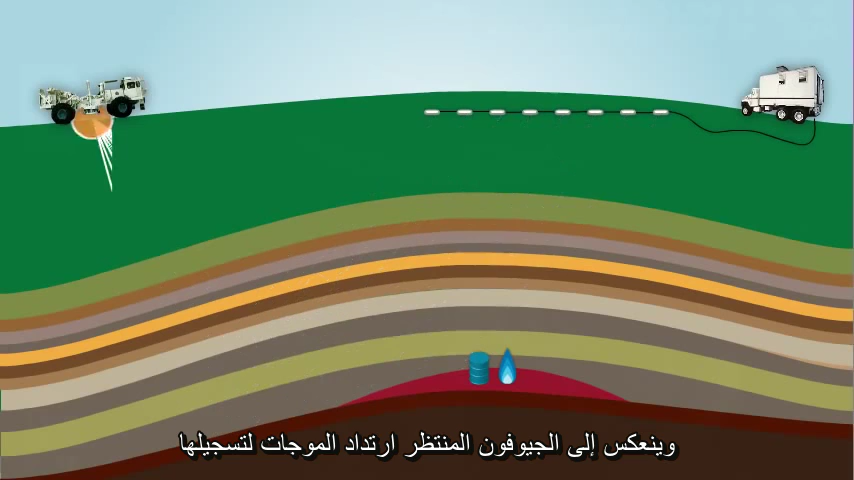 وينعكس إلى الجيوفون المنتظر ارتداد الموجات لتسجيلها